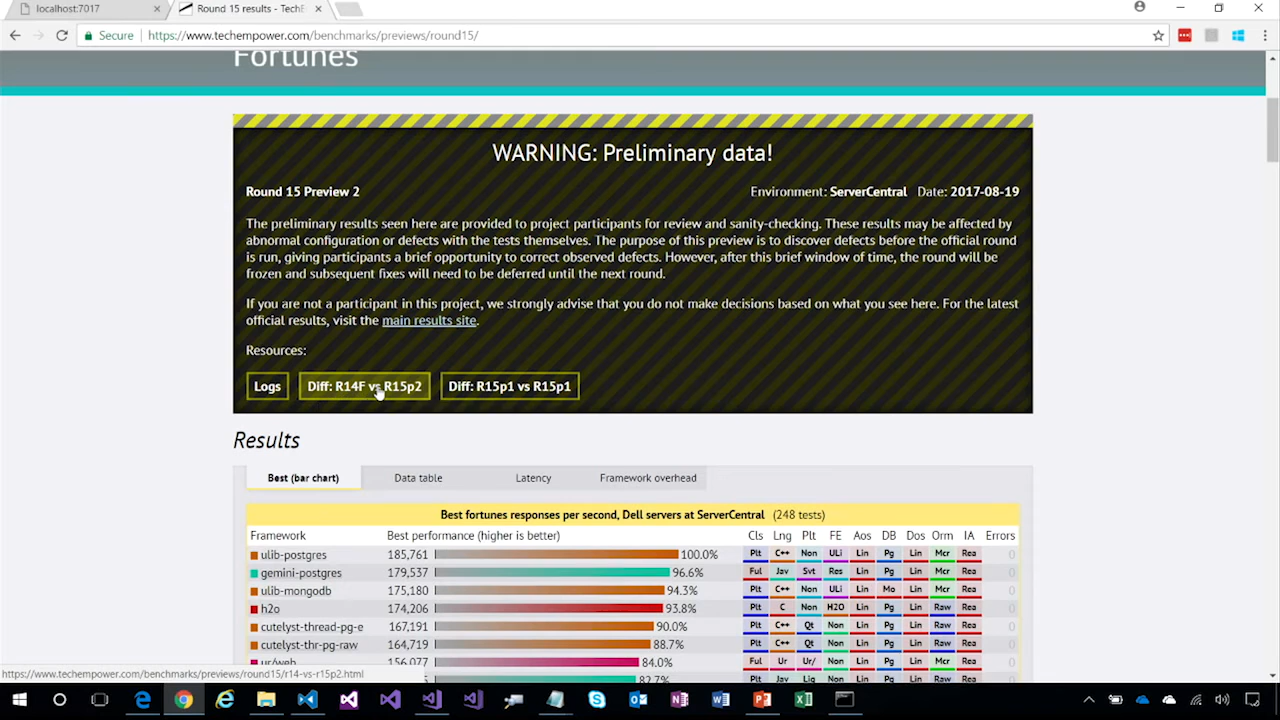 localhost:7017
Round 15 results - TechE
Secure
https://www.techempower.com/benchmarks/previews/round15/
Fortunes
WARNING: Preliminary data!
Round 15 Preview 2
Environment: ServerCentral Date: 2017-08-19
The preliminary results seen here are provided to project participants for review and sanity-checking. These results may be affected by
abnormal configuration or defects with the tests themselves. The purpose of this preview is to discover defects before the official round
is run, giving participants a brief opportunity to correct observed defects. However, after this brief window of time, the round will be
frozen and subsequent fixes will need to be deferred until the next round.
If you are not a participant in this project, we strongly advise that you do not make decisions based on what you see here. For the latest
official results, visit the main results site.
Resources:
Logs
Diff: R14F vs R15p2
Diff: R15p1 vs R15p1
Results
Best (bar chart)
Data table
Latency
Framework overhead
Best fortunes responses per second, Dell servers at ServerCentral (248 tests)
Framework Best performance (higher is better) Cls Lng Plt FE Aos DB Dos Orm IA Errors
ulib-postgres 185,761 100.0% Plt C++ Non ULi Lin Pg Lin Mcr Rea 0
gemini-postgres 179,537 96.6% Ful Jav Svt Res Lin Pg Lin Mcr Rea 0
ulib-mongodb 175,180 94.3% Plt C++ Non ULi Lin Mo Lin Mcr Rea 0
h2o 174,206 93.8% Plt C Non H2O Lin Pg Lin Raw Rea 0
cutelyst-thread-pg-e 167,191 90.0% Plt C++ Qt Non Lin Pg Lin Raw Rea 0
cutelyst-thr-pg-raw 164,719 88.7% Plt C++ Qt Non Lin Pg Lin Raw Rea 0
ur/web 156,077 84.0% Ful Ur Ur/ Non Lin Pg Lin Mcr Rea 0
82.7% Plt Jav Lig Non Lin Pg Lin Raw Rea
https://www.techempower.com/benchmarks/previews/round15/r14-vs-r15p2.html